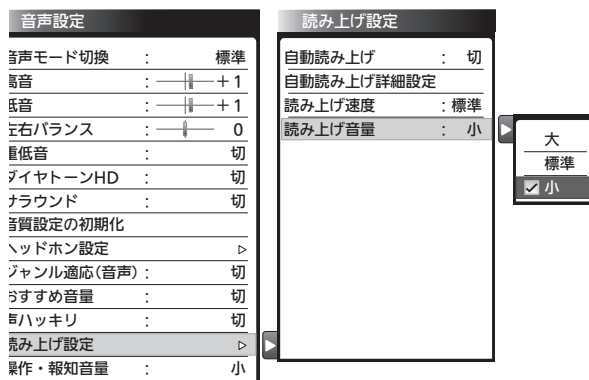 音声設定
音声モード切換 : 標準
高音 : +1
低音 : +1
左右バランス : 0
重低音 : 切
ダイヤトーンHD : 切
サラウンド : 切
音質設定の初期化
ヘッドホン設定
ジャンル適応(音声) : 切
おすすめ音量 : 切
声ハッキリ : 切
読み上げ設定
操作・報知音量 : 小
読み上げ設定
自動読み上げ : 切
自動読み上げ詳細設定
読み上げ速度 : 標準
読み上げ音量 : 小
大
標準
小